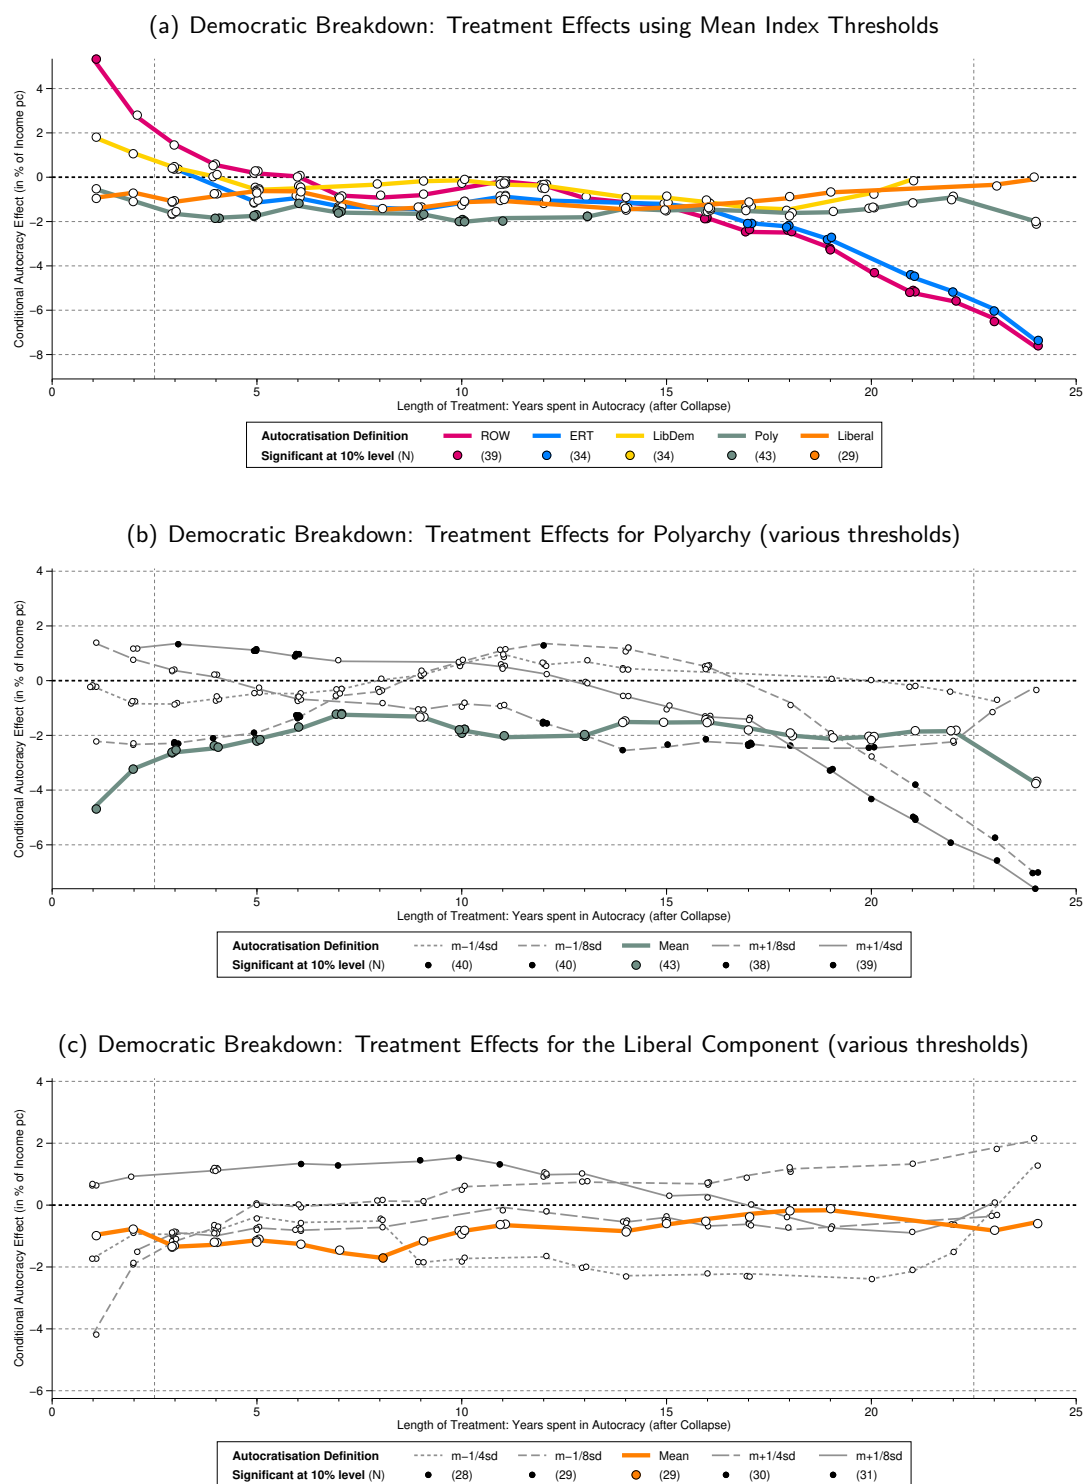 (a) Democratic Breakdown: Treatment Effects using Mean Index Thresholds
Conditional Autocracy Effect (in % of Income pc)
4
2
0
−2
−4
−6
−8
0 5 10 15 20 25
Length of Treatment: Years spent in Autocracy (after Collapse)
Autocratisation Definition ROW ERT LibDem Poly Liberal
Significant at 10% level (N) (39) (34) (34) (43) (29)
(b) Democratic Breakdown: Treatment Effects for Polyarchy (various thresholds)
Conditional Autocracy Effect (in % of Income pc)
4
2
0
−2
−4
−6
0 5 10 15 20 25
Length of Treatment: Years spent in Autocracy (after Collapse)
Autocratisation Definition m−1/4sd m−1/8sd Mean m+1/8sd m+1/4sd
Significant at 10% level (N) (40) (40) (43) (38) (39)
(c) Democratic Breakdown: Treatment Effects for the Liberal Component (various thresholds)
Conditional Autocracy Effect (in % of Income pc)
4
2
0
−2
−4
−6
0 5 10 15 20 25
Length of Treatment: Years spent in Autocracy (after Collapse)
Autocratisation Definition m−1/4sd m−1/8sd Mean m+1/4sd m+1/8sd
Significant at 10% level (N) (28) (29) (29) (30) (31)